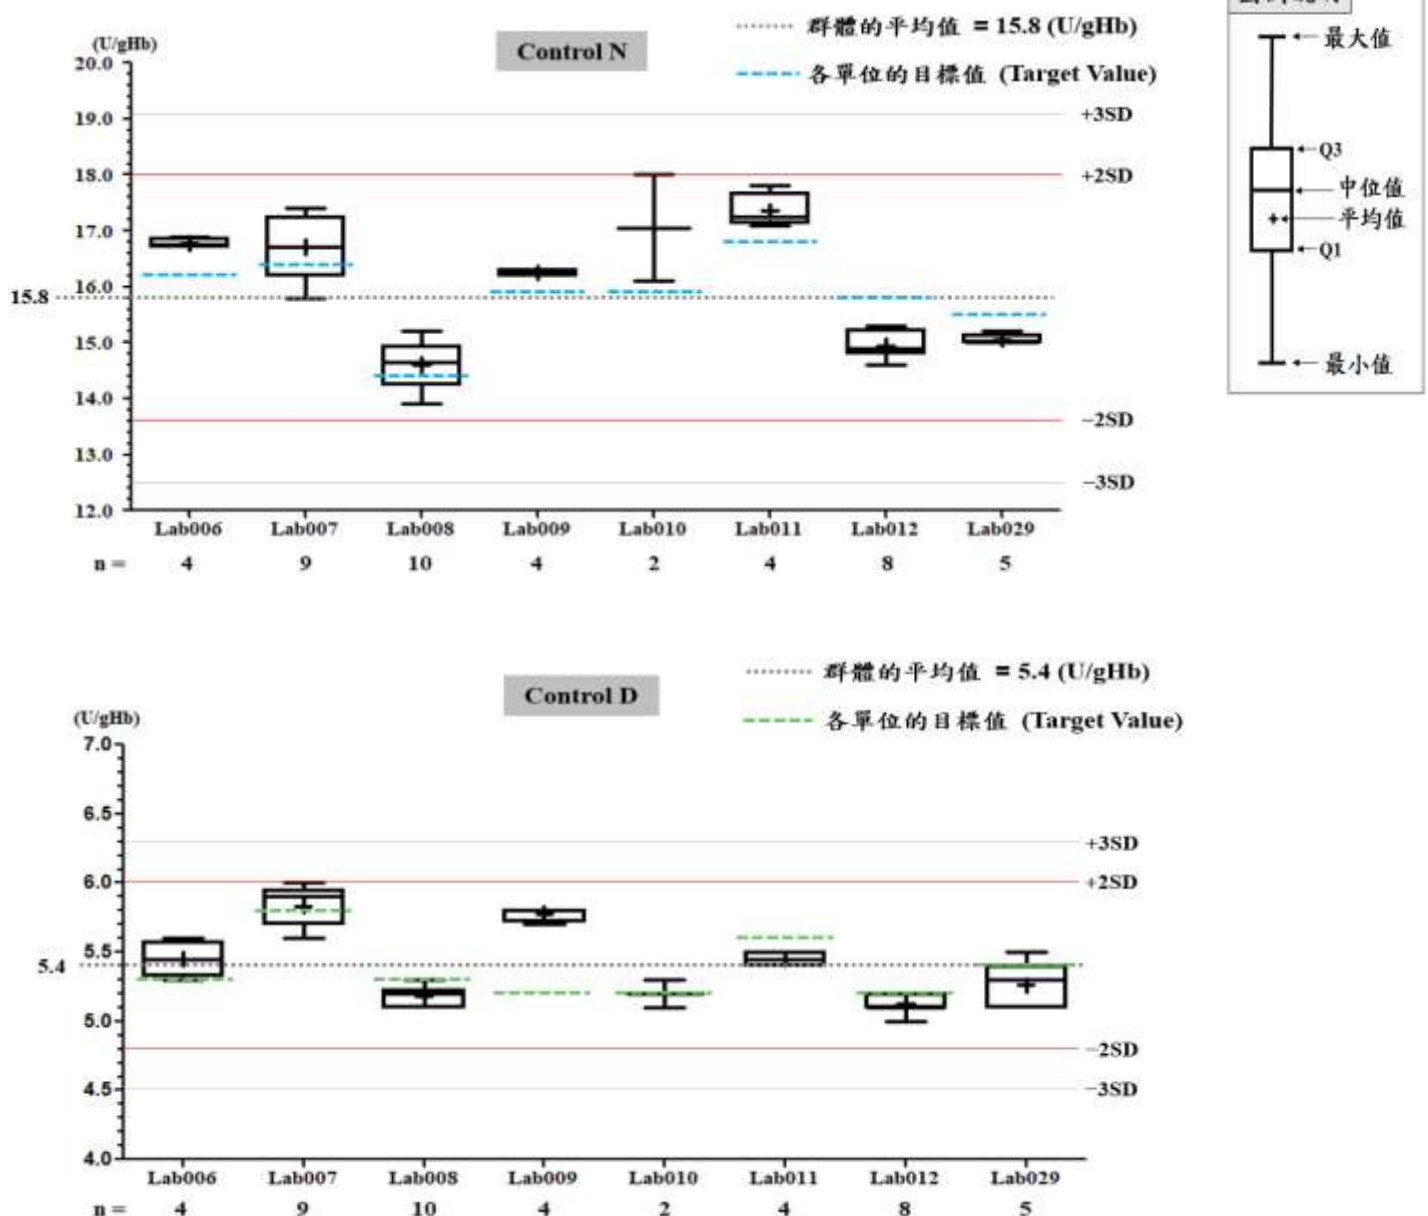 (U/gHb)
Control N
群體的平均值 = 15.8 (U/gHb)
各單位的目標值 (Target Value)
20.0
19.0
18.0
17.0
16.0
15.8
15.0
14.0
13.0
12.0
+3SD
+2SD
−2SD
−3SD
Lab006 Lab007 Lab008 Lab009 Lab010 Lab011 Lab012 Lab029
n = 4 9 10 4 2 4 8 5
最大值
Q3
中位值
平均值
Q1
最小值
(U/gHb)
Control D
群體的平均值 = 5.4 (U/gHb)
各單位的目標值 (Target Value)
7.0
6.5
6.0
5.5
5.4
5.0
4.5
4.0
+3SD
+2SD
−2SD
−3SD
Lab006 Lab007 Lab008 Lab009 Lab010 Lab011 Lab012 Lab029
n = 4 9 10 4 2 4 8 5